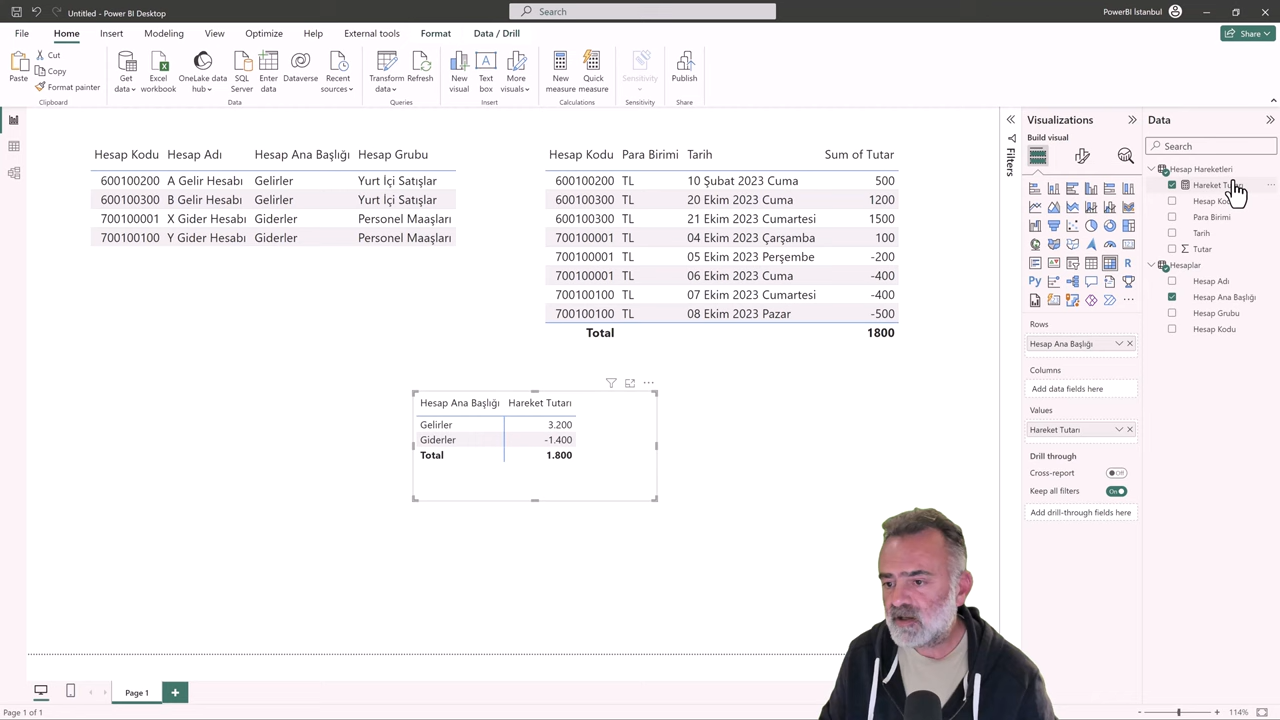 Untitled - Power BI Desktop
Search
PowerBI Istanbul
File Home Insert Modeling View Optimize Help External tools Format Data / Drill
Share
Paste
Cut
Copy
Format painter
Clipboard
Get data
Excel workbook
OneLake data hub
SQL Server
Enter data
Dataverse
Recent sources
Data
Transform data
Refresh
Queries
New visual
Text box
More visuals
Insert
New measure
Quick measure
Calculations
Sensitivity
Sensitivity
Publish
Share
Hesap Kodu Hesap Adı Hesap Ana Başlığı Hesap Grubu
600100200 A Gelir Hesabı Gelirler Yurt İçi Satışlar
600100300 B Gelir Hesabı Gelirler Yurt İçi Satışlar
700100001 X Gider Hesabı Giderler Personel Maaşları
700100100 Y Gider Hesabı Giderler Personel Maaşları
Hesap Kodu Para Birimi Tarih Sum of Tutar
600100200 TL 10 Şubat 2023 Cuma 500
600100300 TL 20 Ekim 2023 Cuma 1200
600100300 TL 21 Ekim 2023 Cumartesi 1500
700100001 TL 04 Ekim 2023 Çarşamba 100
700100001 TL 05 Ekim 2023 Perşembe -200
700100001 TL 06 Ekim 2023 Cuma -400
700100100 TL 07 Ekim 2023 Cumartesi -400
700100100 TL 08 Ekim 2023 Pazar -500
Total 1800
Hesap Ana Başlığı Hareket Tutarı
Gelirler 3.200
Giderler -1.400
Total 1.800
Filters
Visualizations
Build visual
Rows
Hesap Ana Başlığı
Columns
Add data fields here
Values
Hareket Tutarı
Drill through
Cross-report Off
Keep all filters On
Add drill-through fields here
Data
Search
Hesap Hareketleri
Hareket
Hesap
Para Birimi
Tarih
Tutar
Hesaplar
Hesap Adı
Hesap Ana Başlığı
Hesap Grubu
Hesap Kodu
Page 1
Page 1 of 1
114%